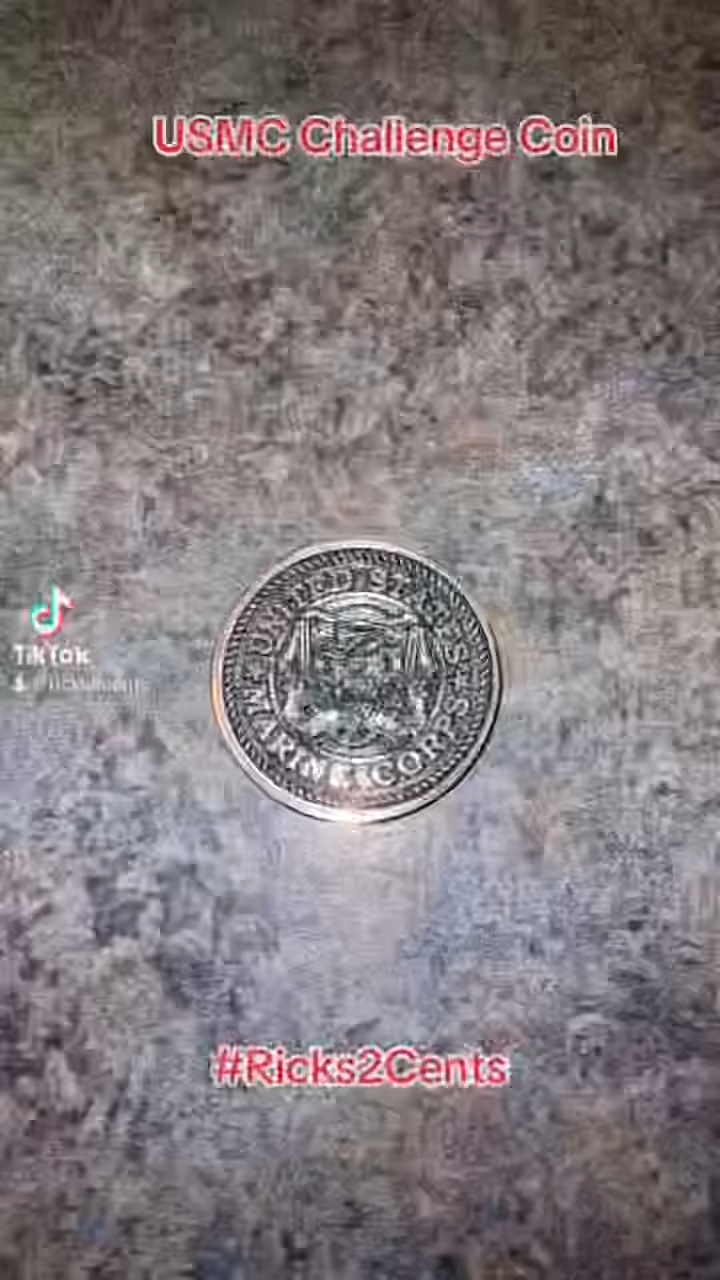 USMC Challenge Coin
UNITED STATES
MARINE CORPS
TikTok
#Ricks2Cents